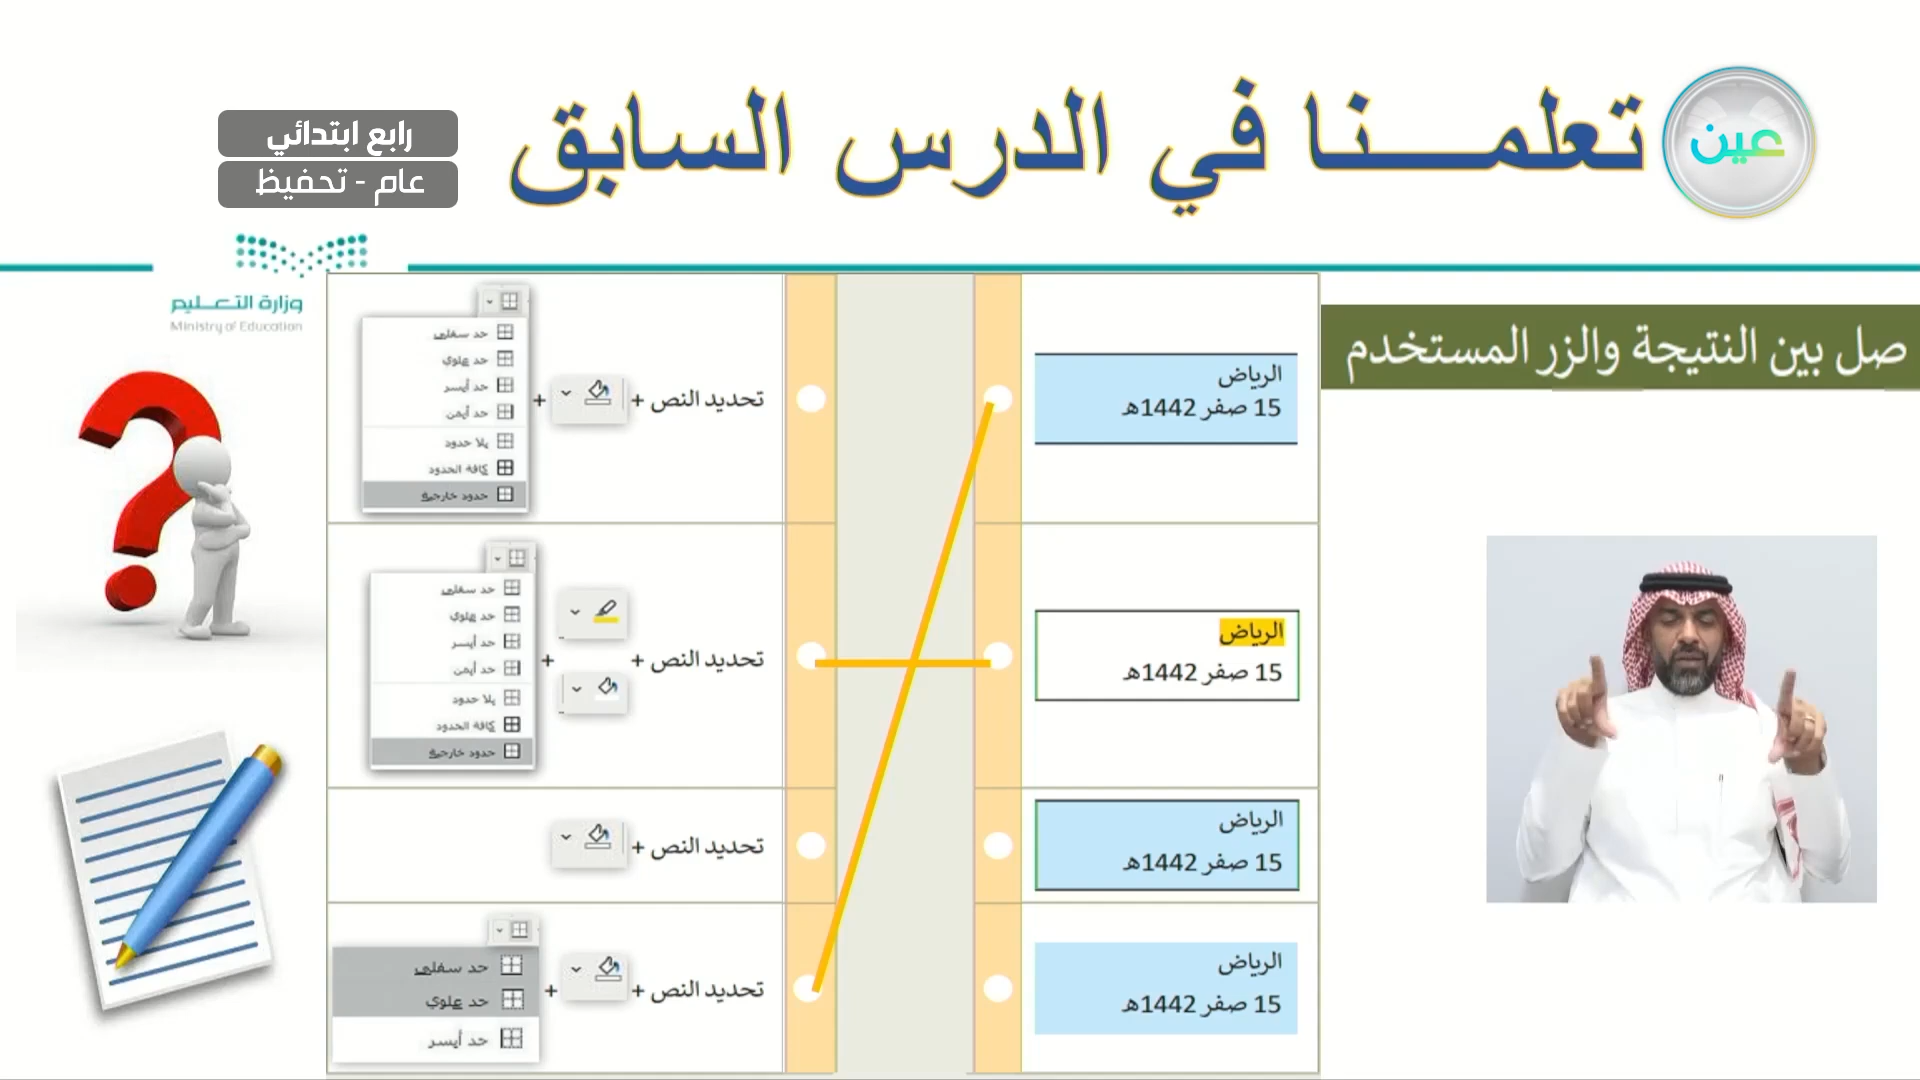 تعلمـــنا في الدرس السابق
عين
رابع ابتدائي
عام - تحفيظ
وزارة التعـليم
Ministry of Education
صل بين النتيجة والزر المستخدم
الرياض
15 صفر 1442هـ
تحديد النص +
+
حد سفلي
حد علوي
حد أيسر
حد أيمن
بلا حدود
كافة الحدود
حدود خارجية
الرياض
15 صفر 1442هـ
تحديد النص +
+
حد سفلي
حد علوي
حد أيسر
حد أيمن
بلا حدود
كافة الحدود
حدود خارجية
الرياض
15 صفر 1442هـ
تحديد النص +
الرياض
15 صفر 1442هـ
تحديد النص +
+
حد سفلي
حد علوي
حد أيسر